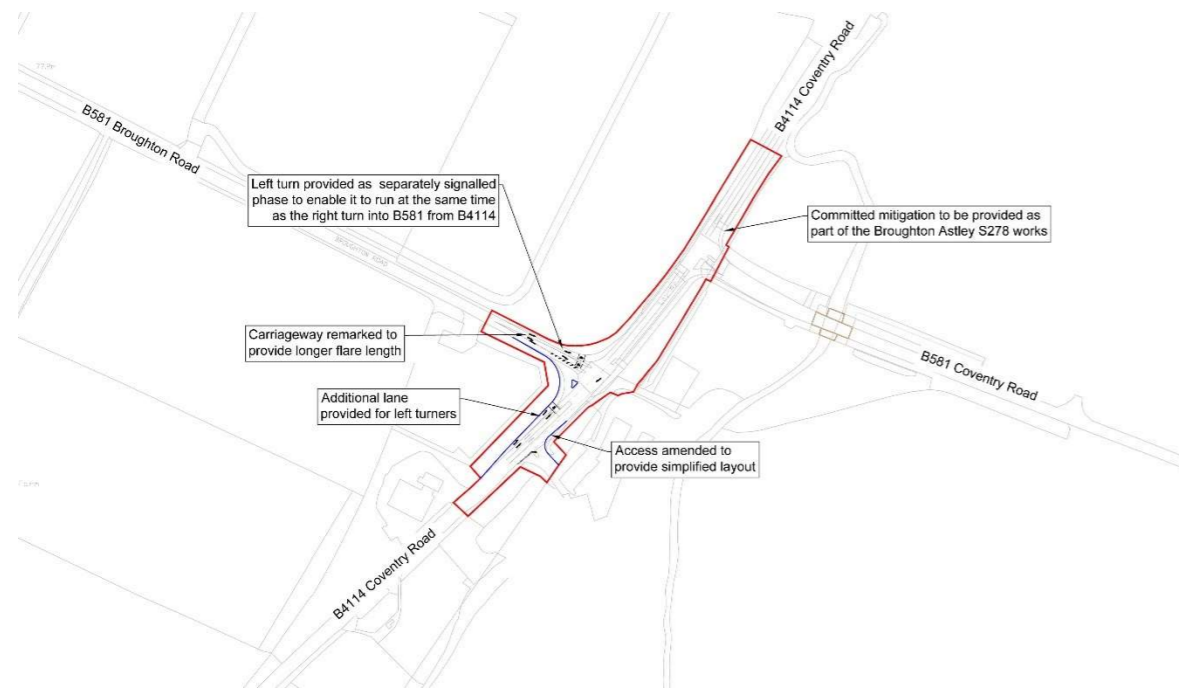 B4114 Coventry Road
B581 Broughton Road
Left turn provided as separately signalled
phase to enable it to run at the same time
as the right turn into B581 from B4114
Committed mitigation to be provided as
part of the Broughton Astley S278 works
BROUGHTON ROAD
Carriageway remarked to
provide longer flare length
B581 Coventry Road
Additional lane
provided for left turners
Access amended to
provide simplified layout
B4114 Coventry Road